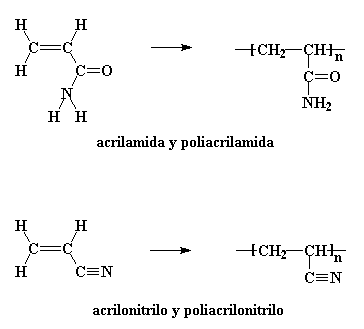 H H
C C CH₂ CH n
H C O C O
N NH₂
H H
acrilamida y poliacrilamida
H H
C C CH₂ CH n
H C≡N C≡N
acrilonitrilo y poliacrilonitrilo